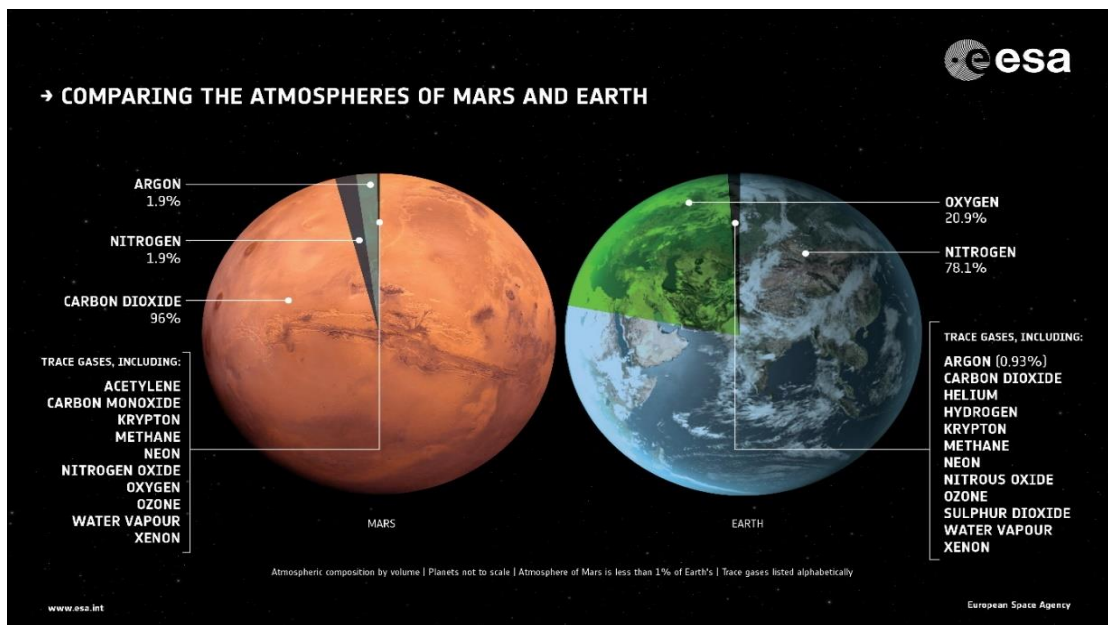 esa
→ COMPARING THE ATMOSPHERES OF MARS AND EARTH
ARGON
1.9%
NITROGEN
1.9%
CARBON DIOXIDE
96%
TRACE GASES, INCLUDING:
ACETYLENE
CARBON MONOXIDE
KRYPTON
METHANE
NEON
NITROGEN OXIDE
OXYGEN
OZONE
WATER VAPOUR
XENON
MARS
OXYGEN
20.9%
NITROGEN
78.1%
TRACE GASES, INCLUDING:
ARGON (0.93%)
CARBON DIOXIDE
HELIUM
HYDROGEN
KRYPTON
METHANE
NEON
NITROUS OXIDE
OZONE
SULPHUR DIOXIDE
WATER VAPOUR
XENON
EARTH
Atmospheric composition by volume | Planets not to scale | Atmosphere of Mars is less than 1% of Earth's | Trace gases listed alphabetically
www.esa.int
European Space Agency